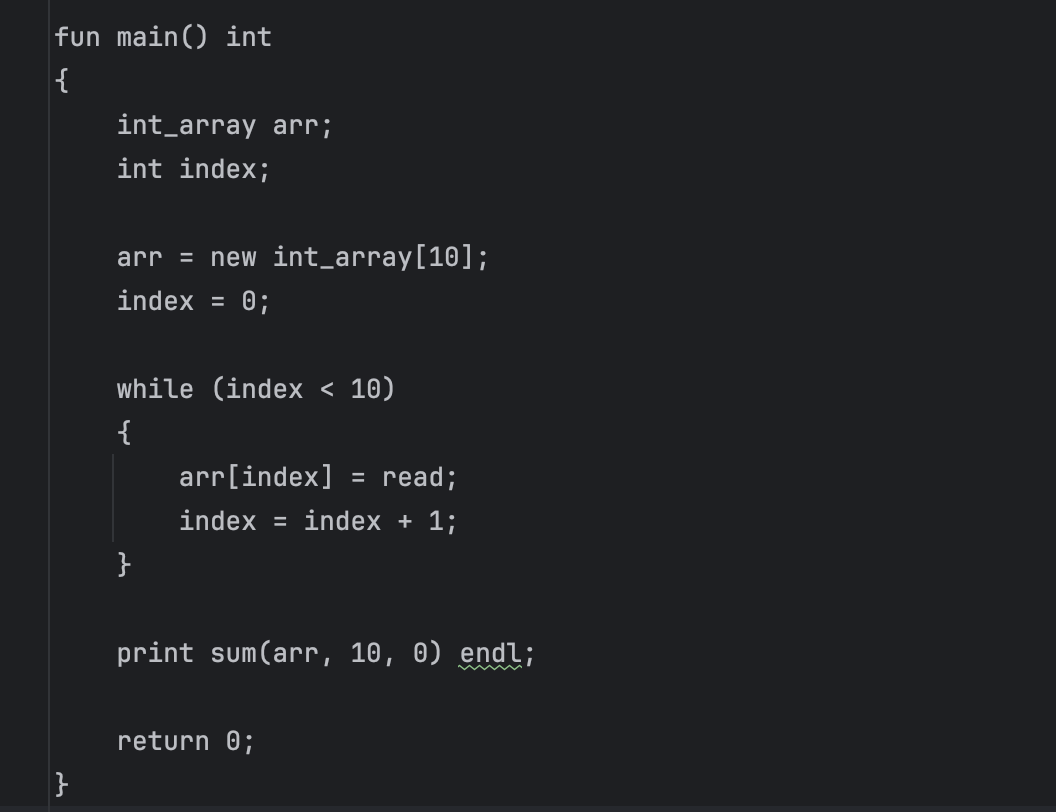 fun main() int
{
    int_array arr;
    int index;

    arr = new int_array[10];
    index = 0;

    while (index < 10)
    {
        arr[index] = read;
        index = index + 1;
    }

    print sum(arr, 10, 0) endl;

    return 0;
}